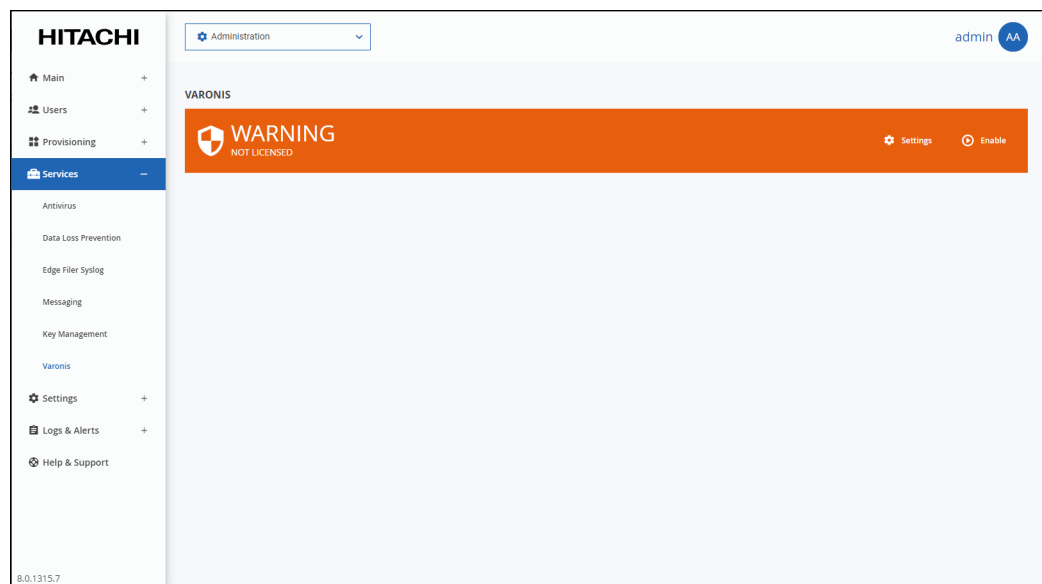 HITACHI
Administration
admin AA
Main
Users
Provisioning
Services
Antivirus
Data Loss Prevention
Edge Filer Syslog
Messaging
Key Management
Varonis
Settings
Logs & Alerts
Help & Support
8.0.1315.7
VARONIS
WARNING
NOT LICENSED
Settings
Enable